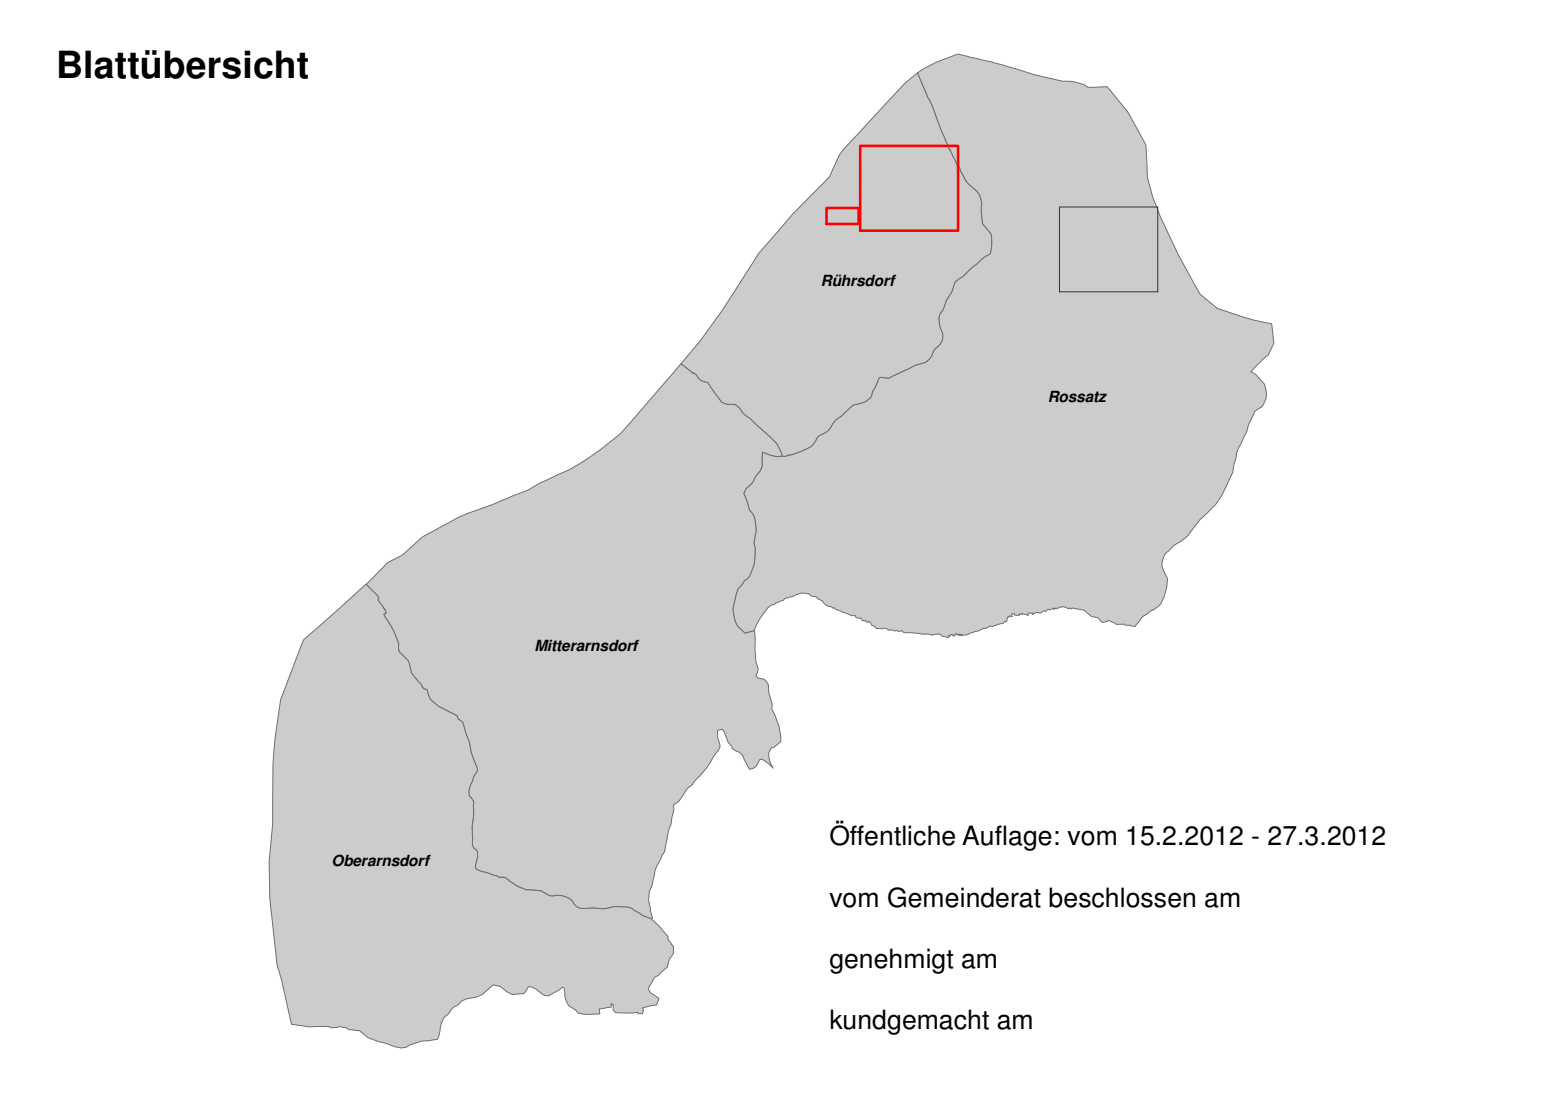 Blattübersicht
Rührsdorf
Rossatz
Mitterarnsdorf
Oberarnsdorf
Öffentliche Auflage: vom 15.2.2012 - 27.3.2012
vom Gemeinderat beschlossen am
genehmigt am
kundgemacht am